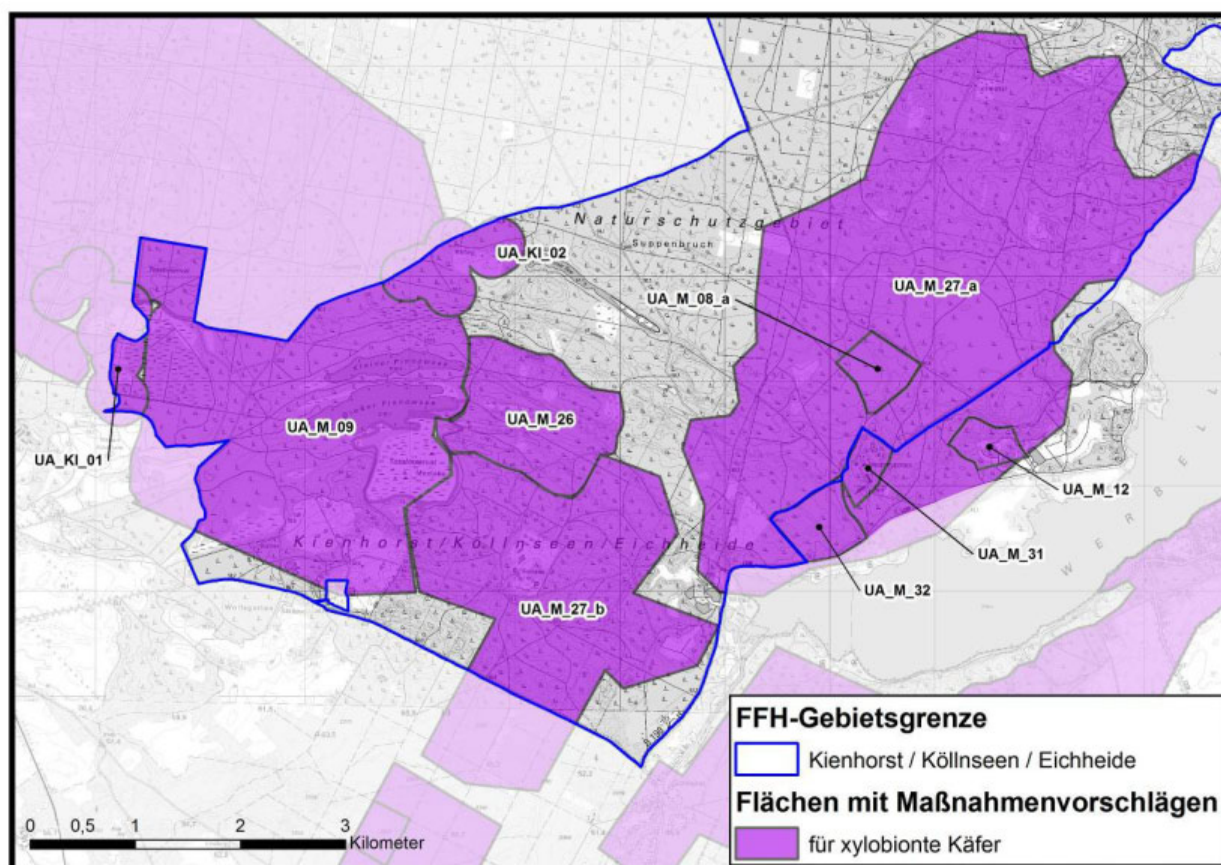 Naturschutzgebiet
Suppenbruch
UA_KI_02
UA_M_27_a
UA_M_08_a
UA_M_26
UA_M_09
UA_KI_01
UA_M_12
UA_M_31
Kienhorst/Köllnseen/Eichheide
UA_M_32
UA_M_27_b
WERBEL
FFH-Gebietsgrenze
Kienhorst / Köllnseen / Eichheide
Flächen mit Maßnahmenvorschlägen
für xylobionte Käfer
0 0,5 1 2 3
Kilometer